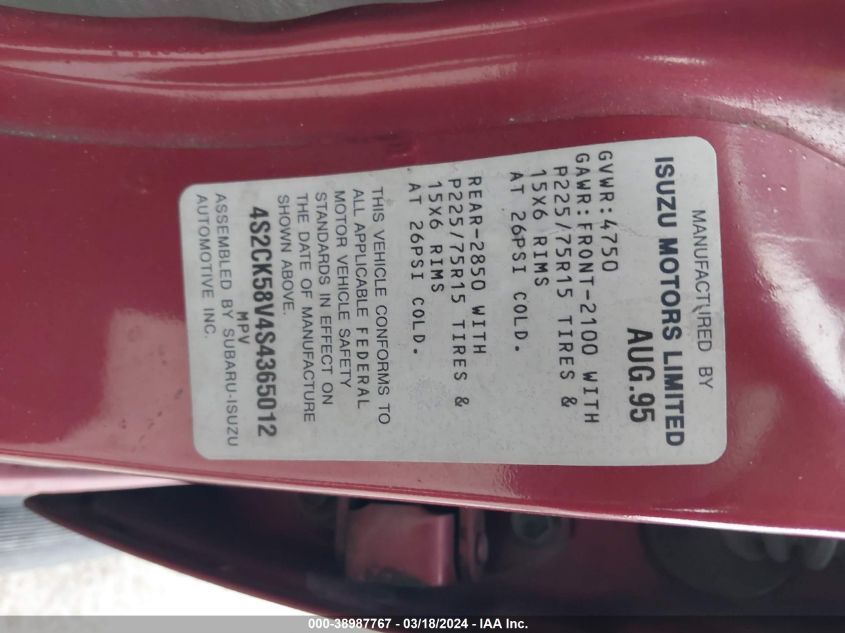 MANUFACTURED BY
ISUZU MOTORS LIMITED
AUG.95
GVWR:4750
GAWR:FRONT-2100 WITH
P225/75R15 TIRES &
15X6 RIMS
AT 26PSI COLD.
REAR-2850 WITH
P225/75R15 TIRES &
15X6 RIMS
AT 26PSI COLD.
THIS VEHICLE CONFORMS TO
ALL APPLICABLE FEDERAL
MOTOR VEHICLE SAFETY
STANDARDS IN EFFECT ON
THE DATE OF MANUFACTURE
SHOWN ABOVE.
4S2CK58V4S4365012
MPV
ASSEMBLED BY SUBARU-ISUZU
AUTOMOTIVE INC.
000-38987767 - 03/18/2024 - IAA Inc.